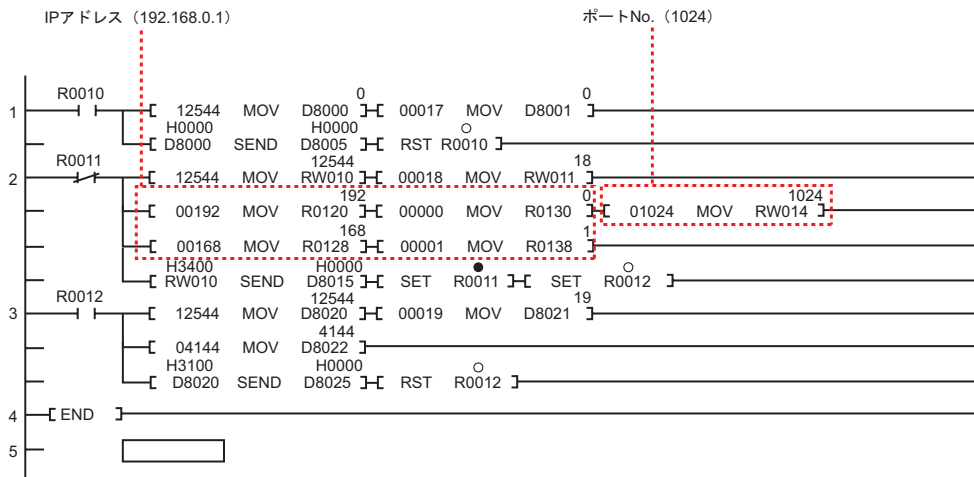 IPアドレス（192.168.0.1） ポートNo.（1024）
R0010 0 0
1 12544 MOV D8000 00017 MOV D8001
H0000 H0000
D8000 SEND D8005 RST R0010
R0011 12544 18
2 12544 MOV RW010 00018 MOV RW011
192 0 1024
00192 MOV R0120 00000 MOV R0130 01024 MOV RW014
168 1
00168 MOV R0128 00001 MOV R0138
H3400 H0000
RW010 SEND D8015 SET R0011 SET R0012
R0012 12544 19
3 12544 MOV D8020 00019 MOV D8021
4144
04144 MOV D8022
H3100 H0000
D8020 SEND D8025 RST R0012
4 END
5